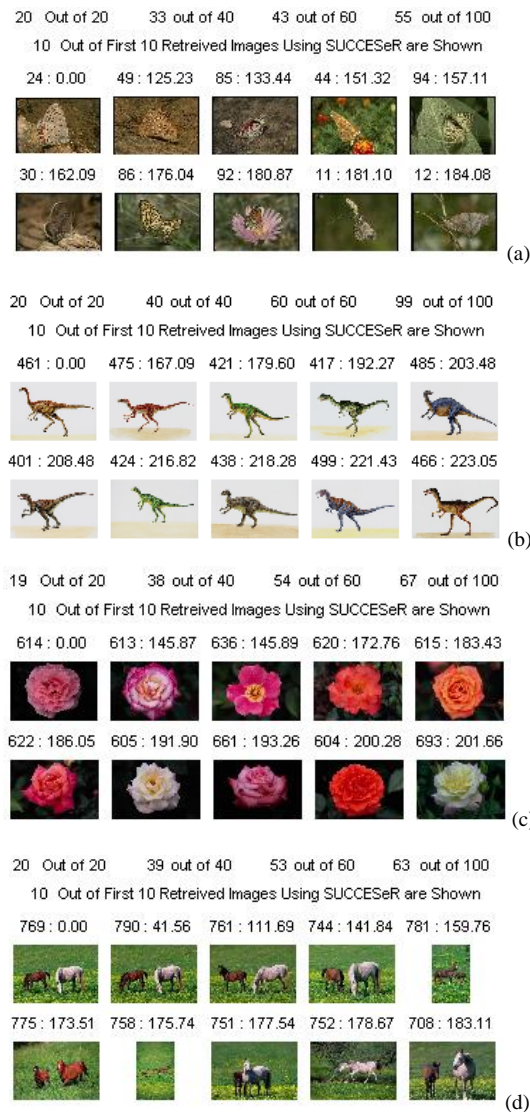 20 Out of 20 33 out of 40 43 out of 60 55 out of 100
10 Out of First 10 Retreived Images Using SUCCESeR are Shown
24 : 0.00 49 : 125.23 85 : 133.44 44 : 151.32 94 : 157.11
30 : 162.09 86 : 176.04 92 : 180.87 11 : 181.10 12 : 184.08
(a)
20 Out of 20 40 out of 40 60 out of 60 99 out of 100
10 Out of First 10 Retreived Images Using SUCCESeR are Shown
461 : 0.00 475 : 167.09 421 : 179.60 417 : 192.27 485 : 203.48
401 : 208.48 424 : 216.82 438 : 218.28 499 : 221.43 466 : 223.05
(b)
19 Out of 20 38 out of 40 54 out of 60 67 out of 100
10 Out of First 10 Retreived Images Using SUCCESeR are Shown
614 : 0.00 613 : 145.87 636 : 145.89 620 : 172.76 615 : 183.43
622 : 186.05 605 : 191.90 661 : 193.26 604 : 200.28 693 : 201.66
(c)
20 Out of 20 39 out of 40 53 out of 60 63 out of 100
10 Out of First 10 Retreived Images Using SUCCESeR are Shown
769 : 0.00 790 : 41.56 761 : 111.69 744 : 141.84 781 : 159.76
775 : 173.51 758 : 175.74 751 : 177.54 752 : 178.67 708 : 183.11
(d)